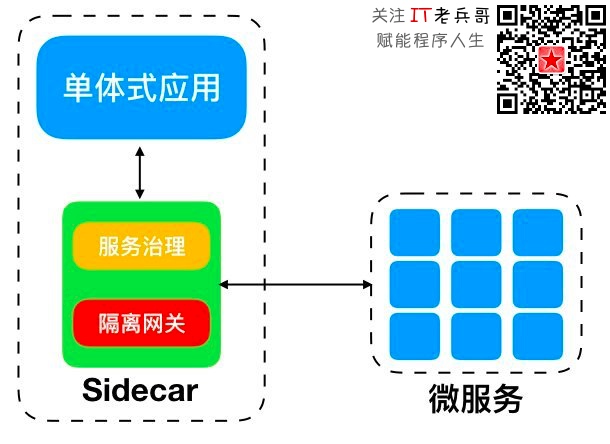 关注 IT 老兵哥
赋能程序人生
单体式应用
服务治理
隔离网关
Sidecar
微服务